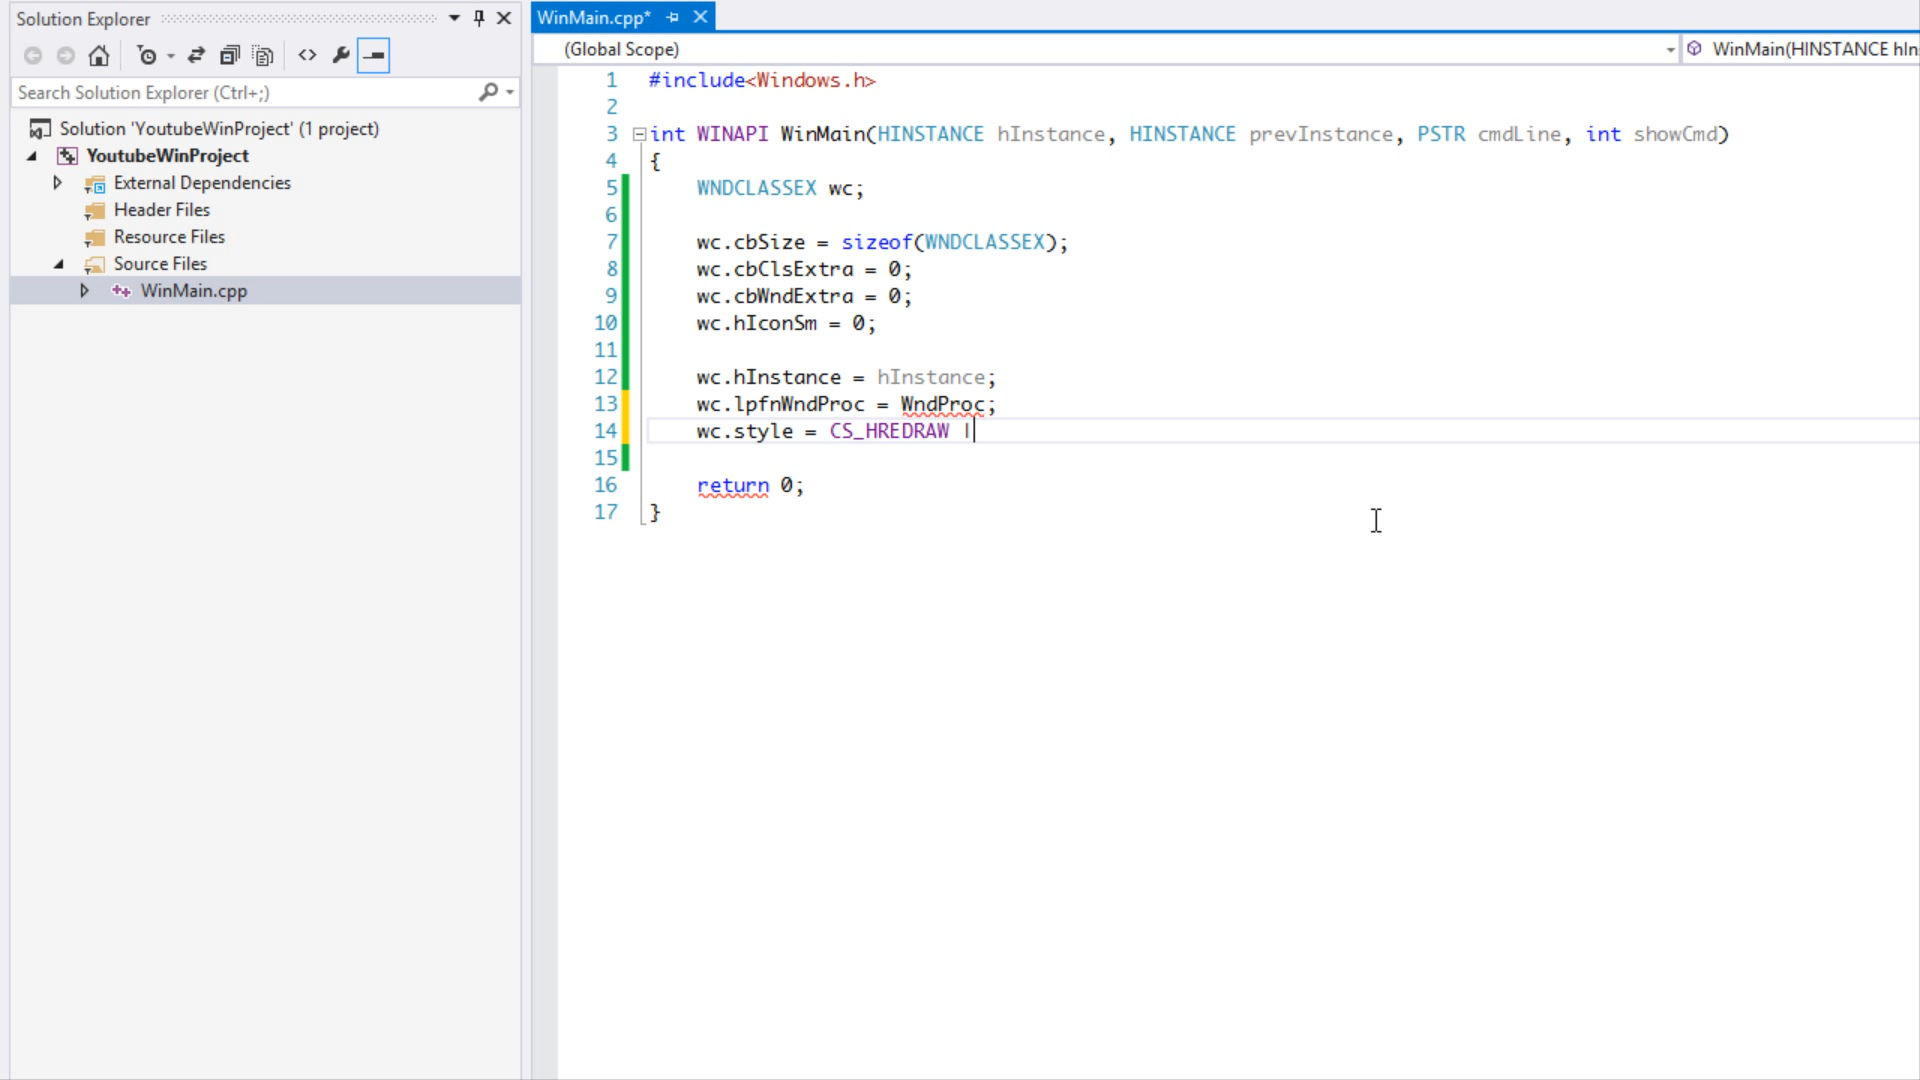 Solution Explorer
Search Solution Explorer (Ctrl+;)
Solution 'YoutubeWinProject' (1 project)
YoutubeWinProject
External Dependencies
Header Files
Resource Files
Source Files
WinMain.cpp
WinMain.cpp*
(Global Scope)
WinMain(HINSTANCE hIns
1 #include<Windows.h>
2
3 int WINAPI WinMain(HINSTANCE hInstance, HINSTANCE prevInstance, PSTR cmdLine, int showCmd)
4 {
5 WNDCLASSEX wc;
6
7 wc.cbSize = sizeof(WNDCLASSEX);
8 wc.cbClsExtra = 0;
9 wc.cbWndExtra = 0;
10 wc.hIconSm = 0;
11
12 wc.hInstance = hInstance;
13 wc.lpfnWndProc = WndProc;
14 wc.style = CS_HREDRAW |
15
16 return 0;
17 }